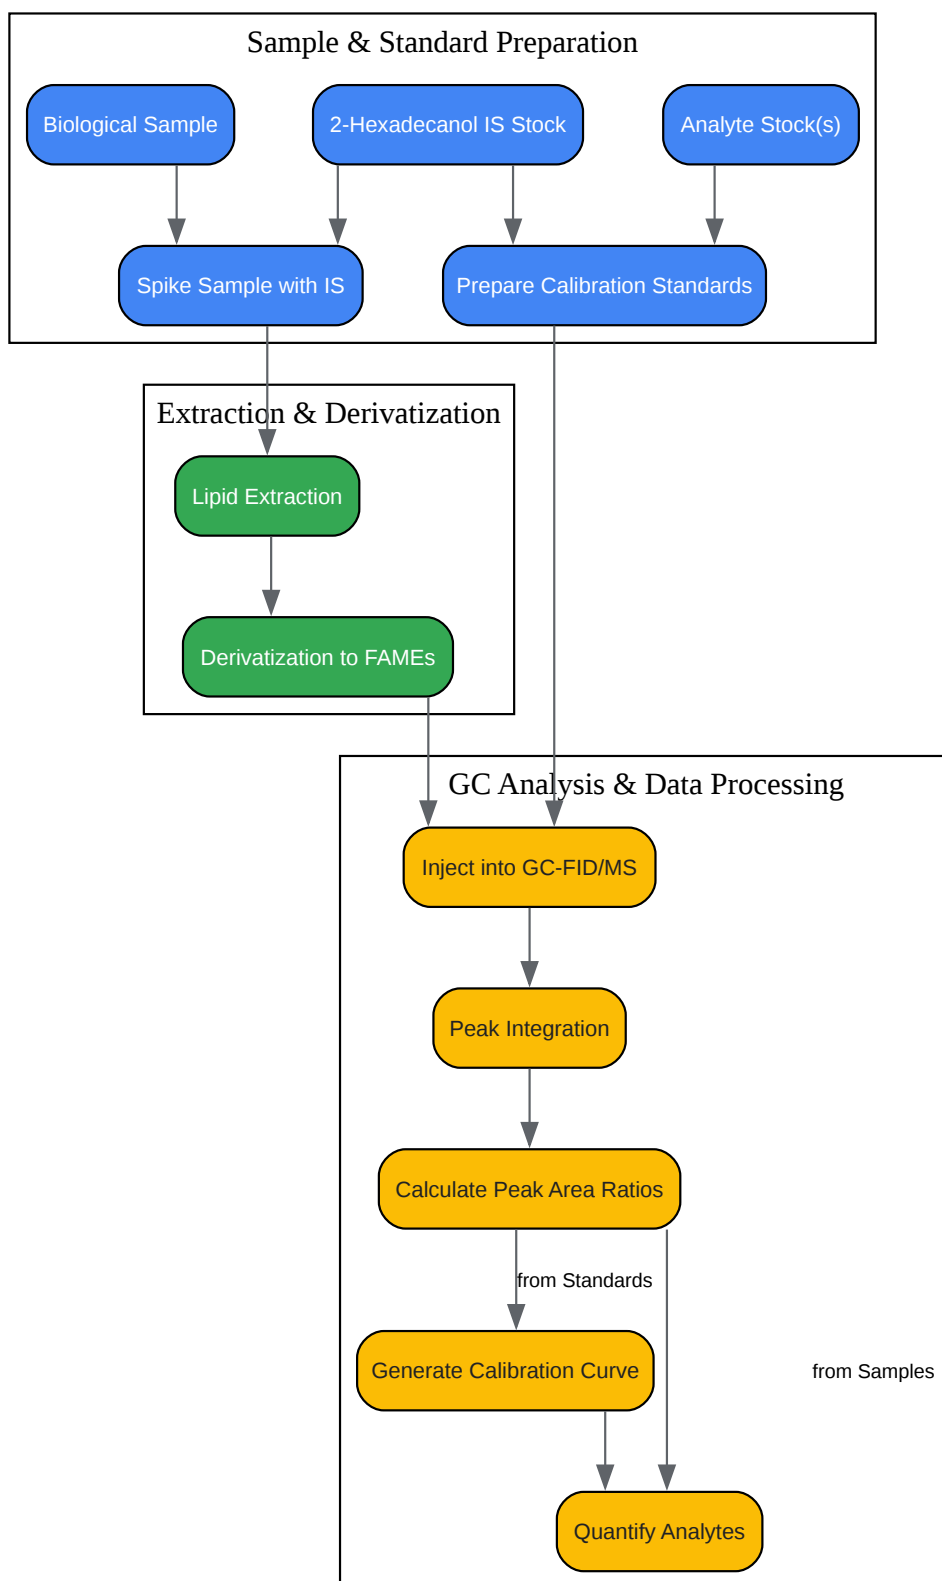 Sample & Standard Preparation
Biological Sample
2-Hexadecanol IS Stock
Analyte Stock(s)
Spike Sample with IS
Prepare Calibration Standards
Extraction & Derivatization
Lipid Extraction
Derivatization to FAMEs
GC Analysis & Data Processing
Inject into GC-FID/MS
Peak Integration
Calculate Peak Area Ratios
from Standards
Generate Calibration Curve
from Samples
Quantify Analytes